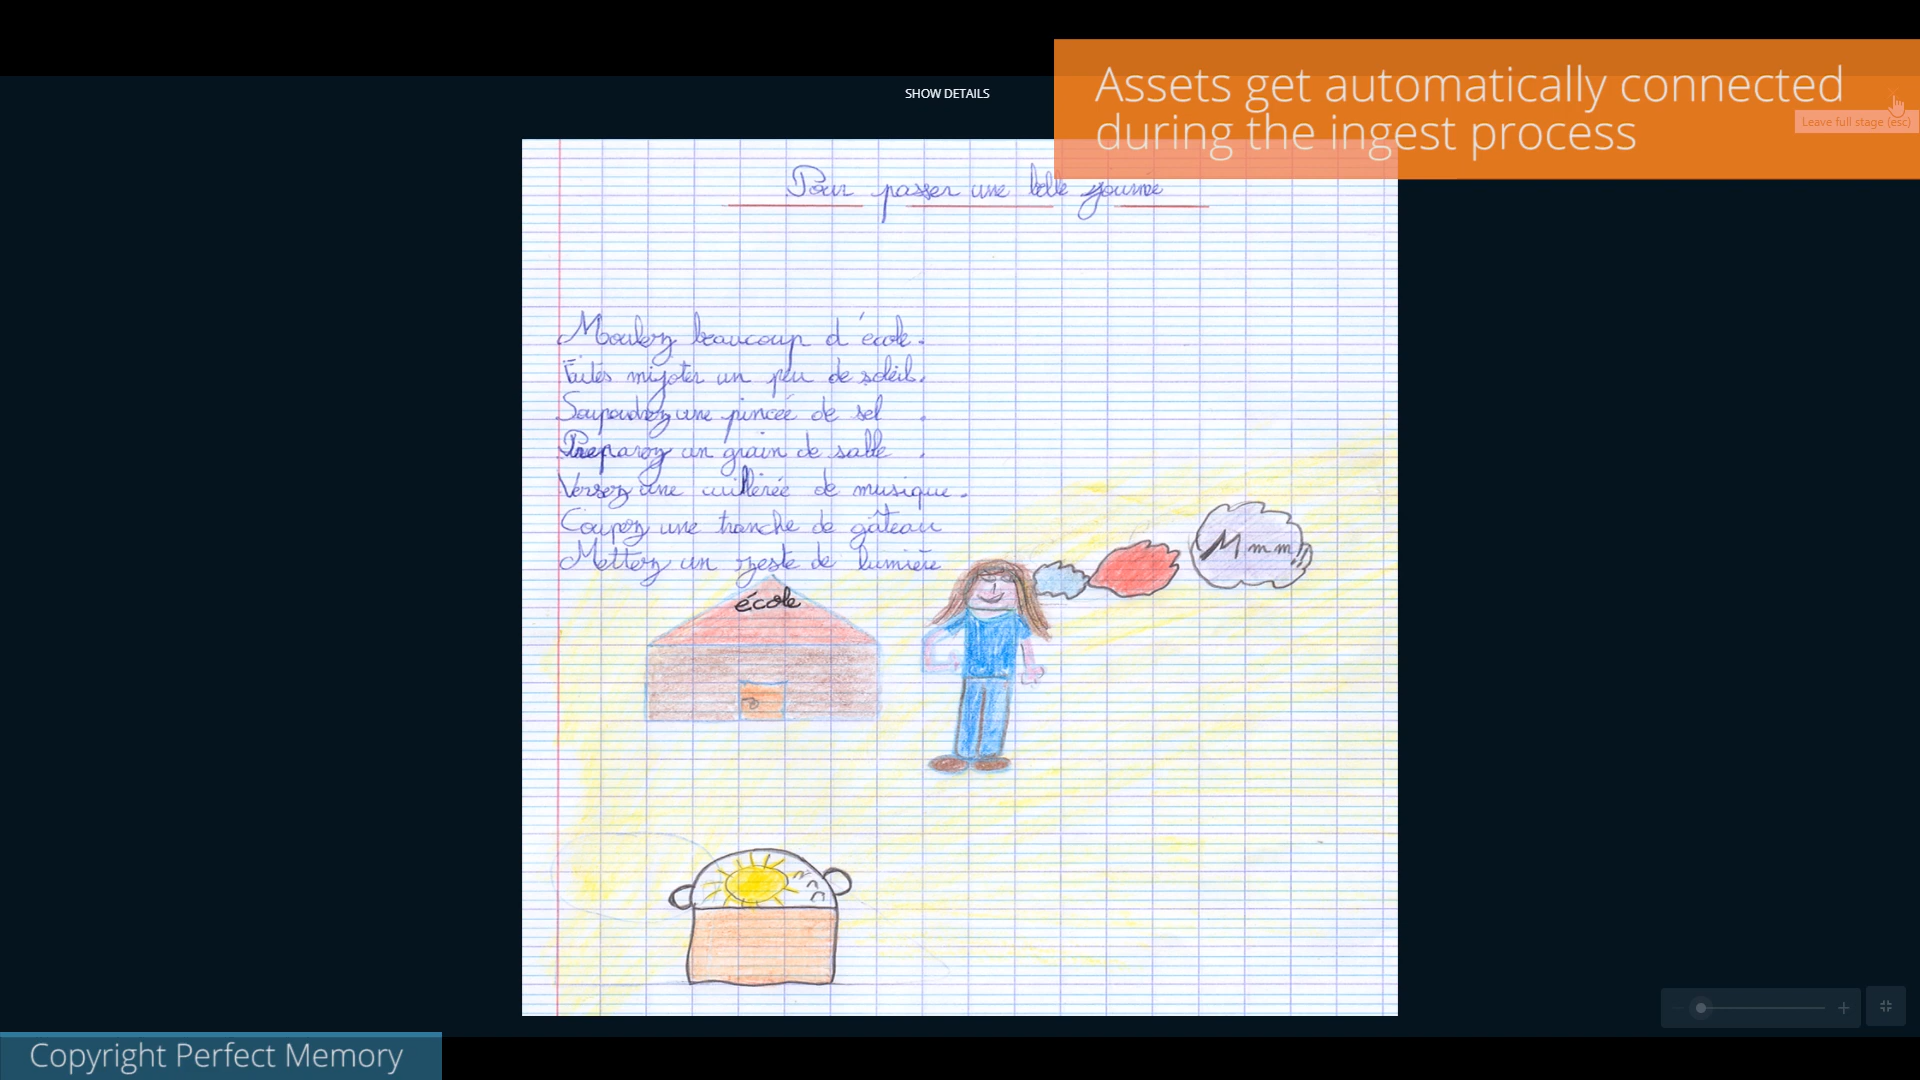 SHOW DETAILS
Assets get automatically connected
during the ingest process
Leave full stage (esc)
Pour passer une belle journée
Moulez beaucoup d'école.
Faites mijoter un peu de soleil.
Saupoudrez une pincée de sel .
Preparez un grain de sable .
Versez une cuillérée de musique.
Coupez une tranche de gâteau
Mettez un zeste de lumière
école
Mmm
Copyright Perfect Memory